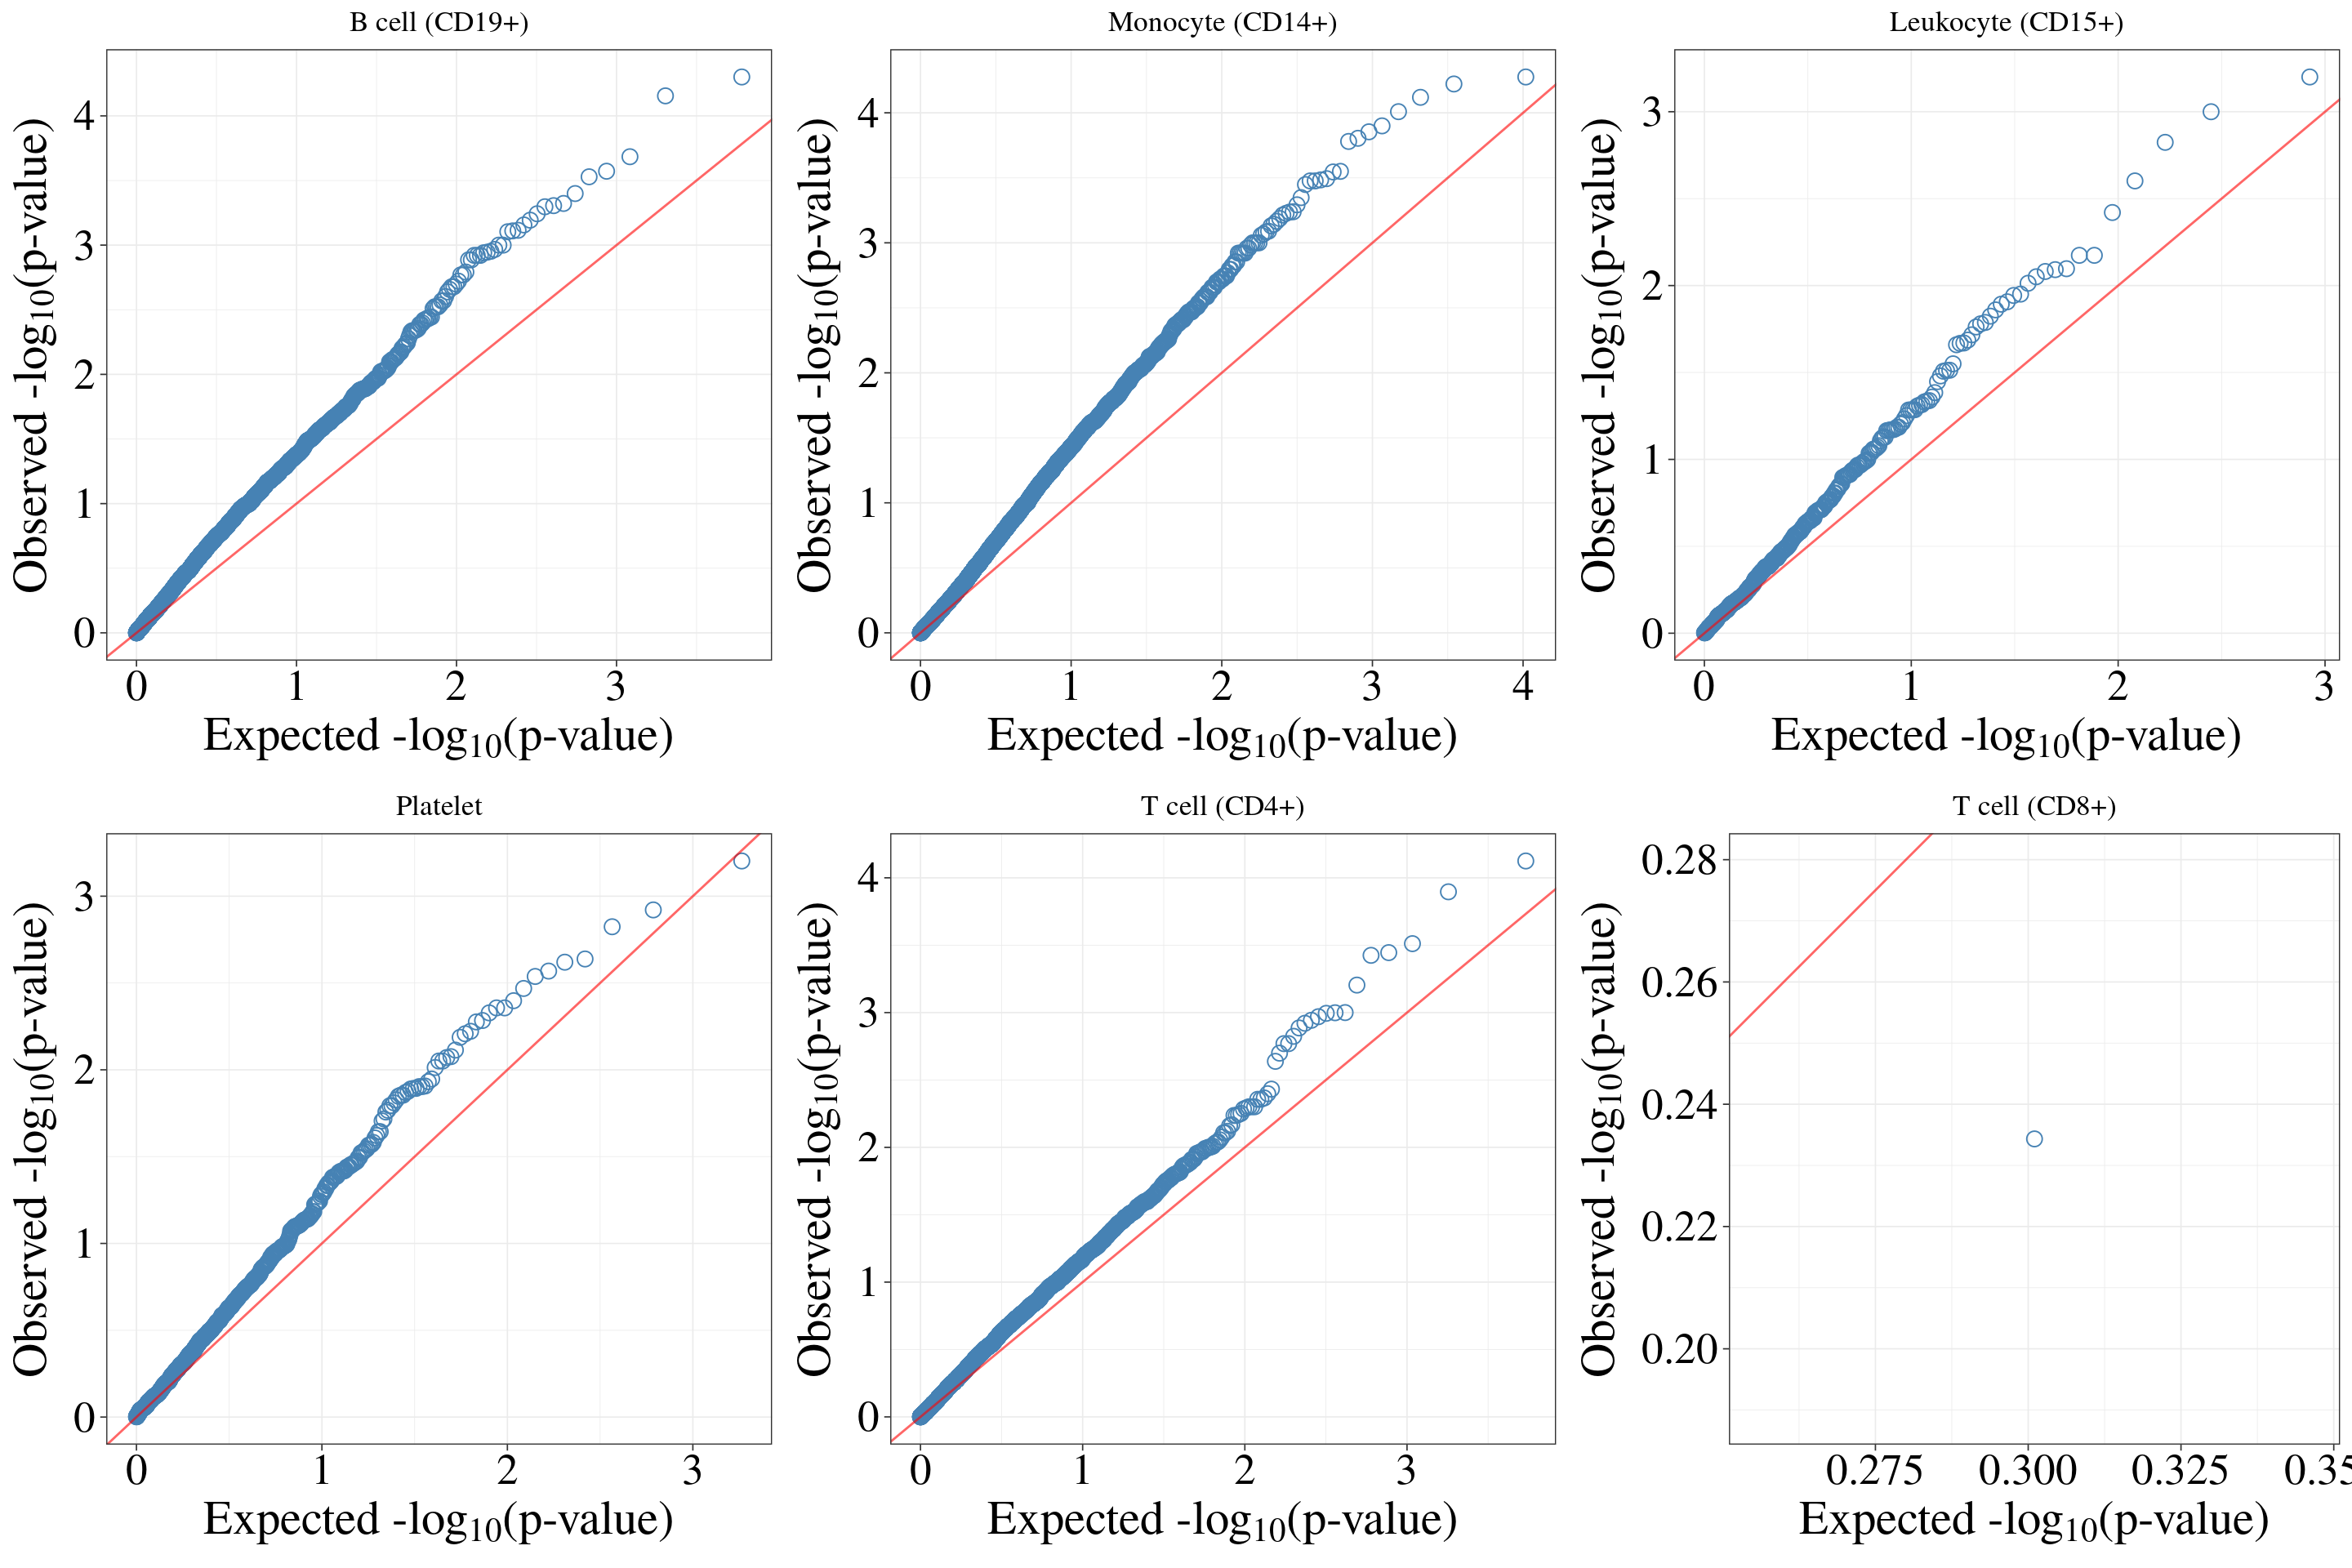 B cell (CD19+)
Observed -log10(p-value)
4
3
2
1
0
0 1 2 3
Expected -log10(p-value)
Monocyte (CD14+)
Observed -log10(p-value)
4
3
2
1
0
0 1 2 3 4
Expected -log10(p-value)
Leukocyte (CD15+)
Observed -log10(p-value)
3
2
1
0
0 1 2 3
Expected -log10(p-value)
Platelet
Observed -log10(p-value)
3
2
1
0
0 1 2 3
Expected -log10(p-value)
T cell (CD4+)
Observed -log10(p-value)
4
3
2
1
0
0 1 2 3
Expected -log10(p-value)
T cell (CD8+)
Observed -log10(p-value)
0.28
0.26
0.24
0.22
0.20
0.275 0.300 0.325
Expected -log10(p-value)